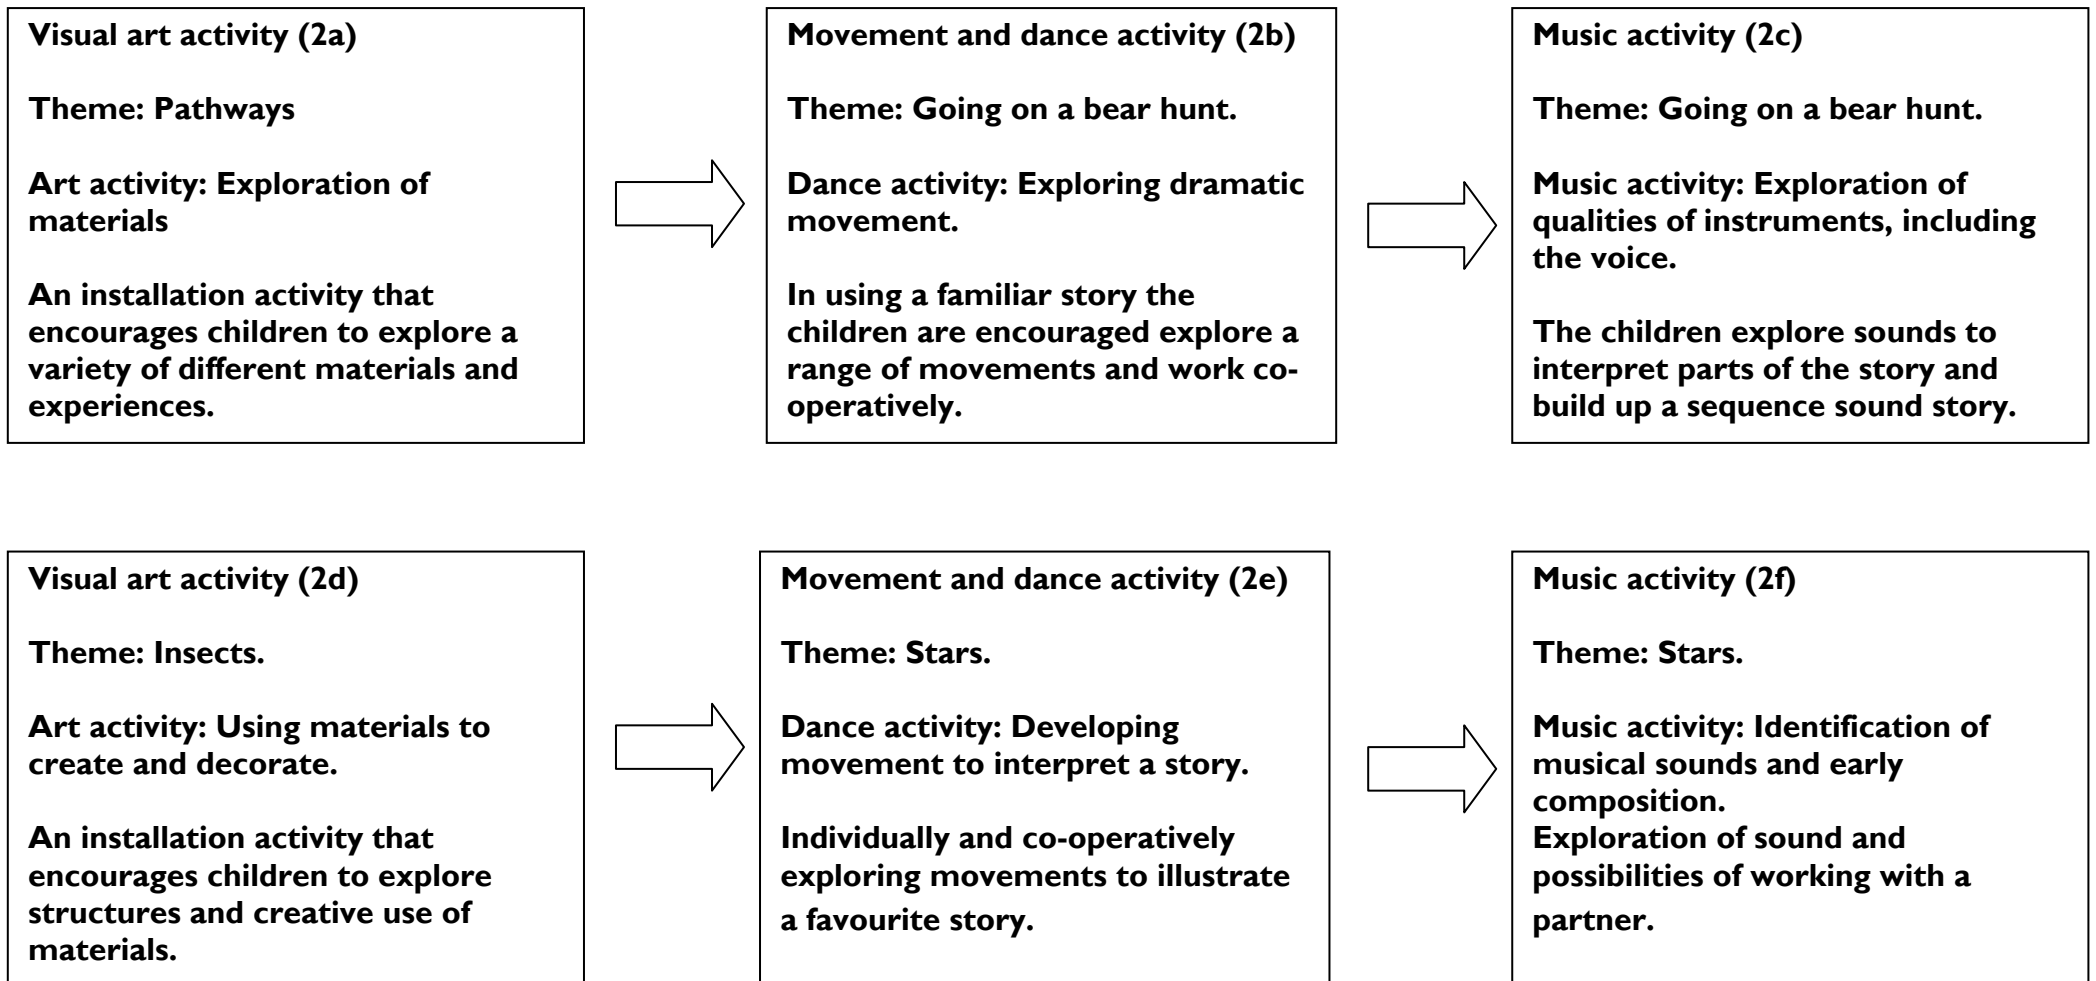 Visual art activity (2a)
Theme: Pathways
Art activity: Exploration of
materials
An installation activity that
encourages children to explore a
variety of different materials and
experiences.
Movement and dance activity (2b)
Theme: Going on a bear hunt.
Dance activity: Exploring dramatic
movement.
In using a familiar story the
children are encouraged explore a
range of movements and work co-
operatively.
Music activity (2c)
Theme: Going on a bear hunt.
Music activity: Exploration of
qualities of instruments, including
the voice.
The children explore sounds to
interpret parts of the story and
build up a sequence sound story.
Visual art activity (2d)
Theme: Insects.
Art activity: Using materials to
create and decorate.
An installation activity that
encourages children to explore
structures and creative use of
materials.
Movement and dance activity (2e)
Theme: Stars.
Dance activity: Developing
movement to interpret a story.
Individually and co-operatively
exploring movements to illustrate
a favourite story.
Music activity (2f)
Theme: Stars.
Music activity: Identification of
musical sounds and early
composition.
Exploration of sound and
possibilities of working with a
partner.